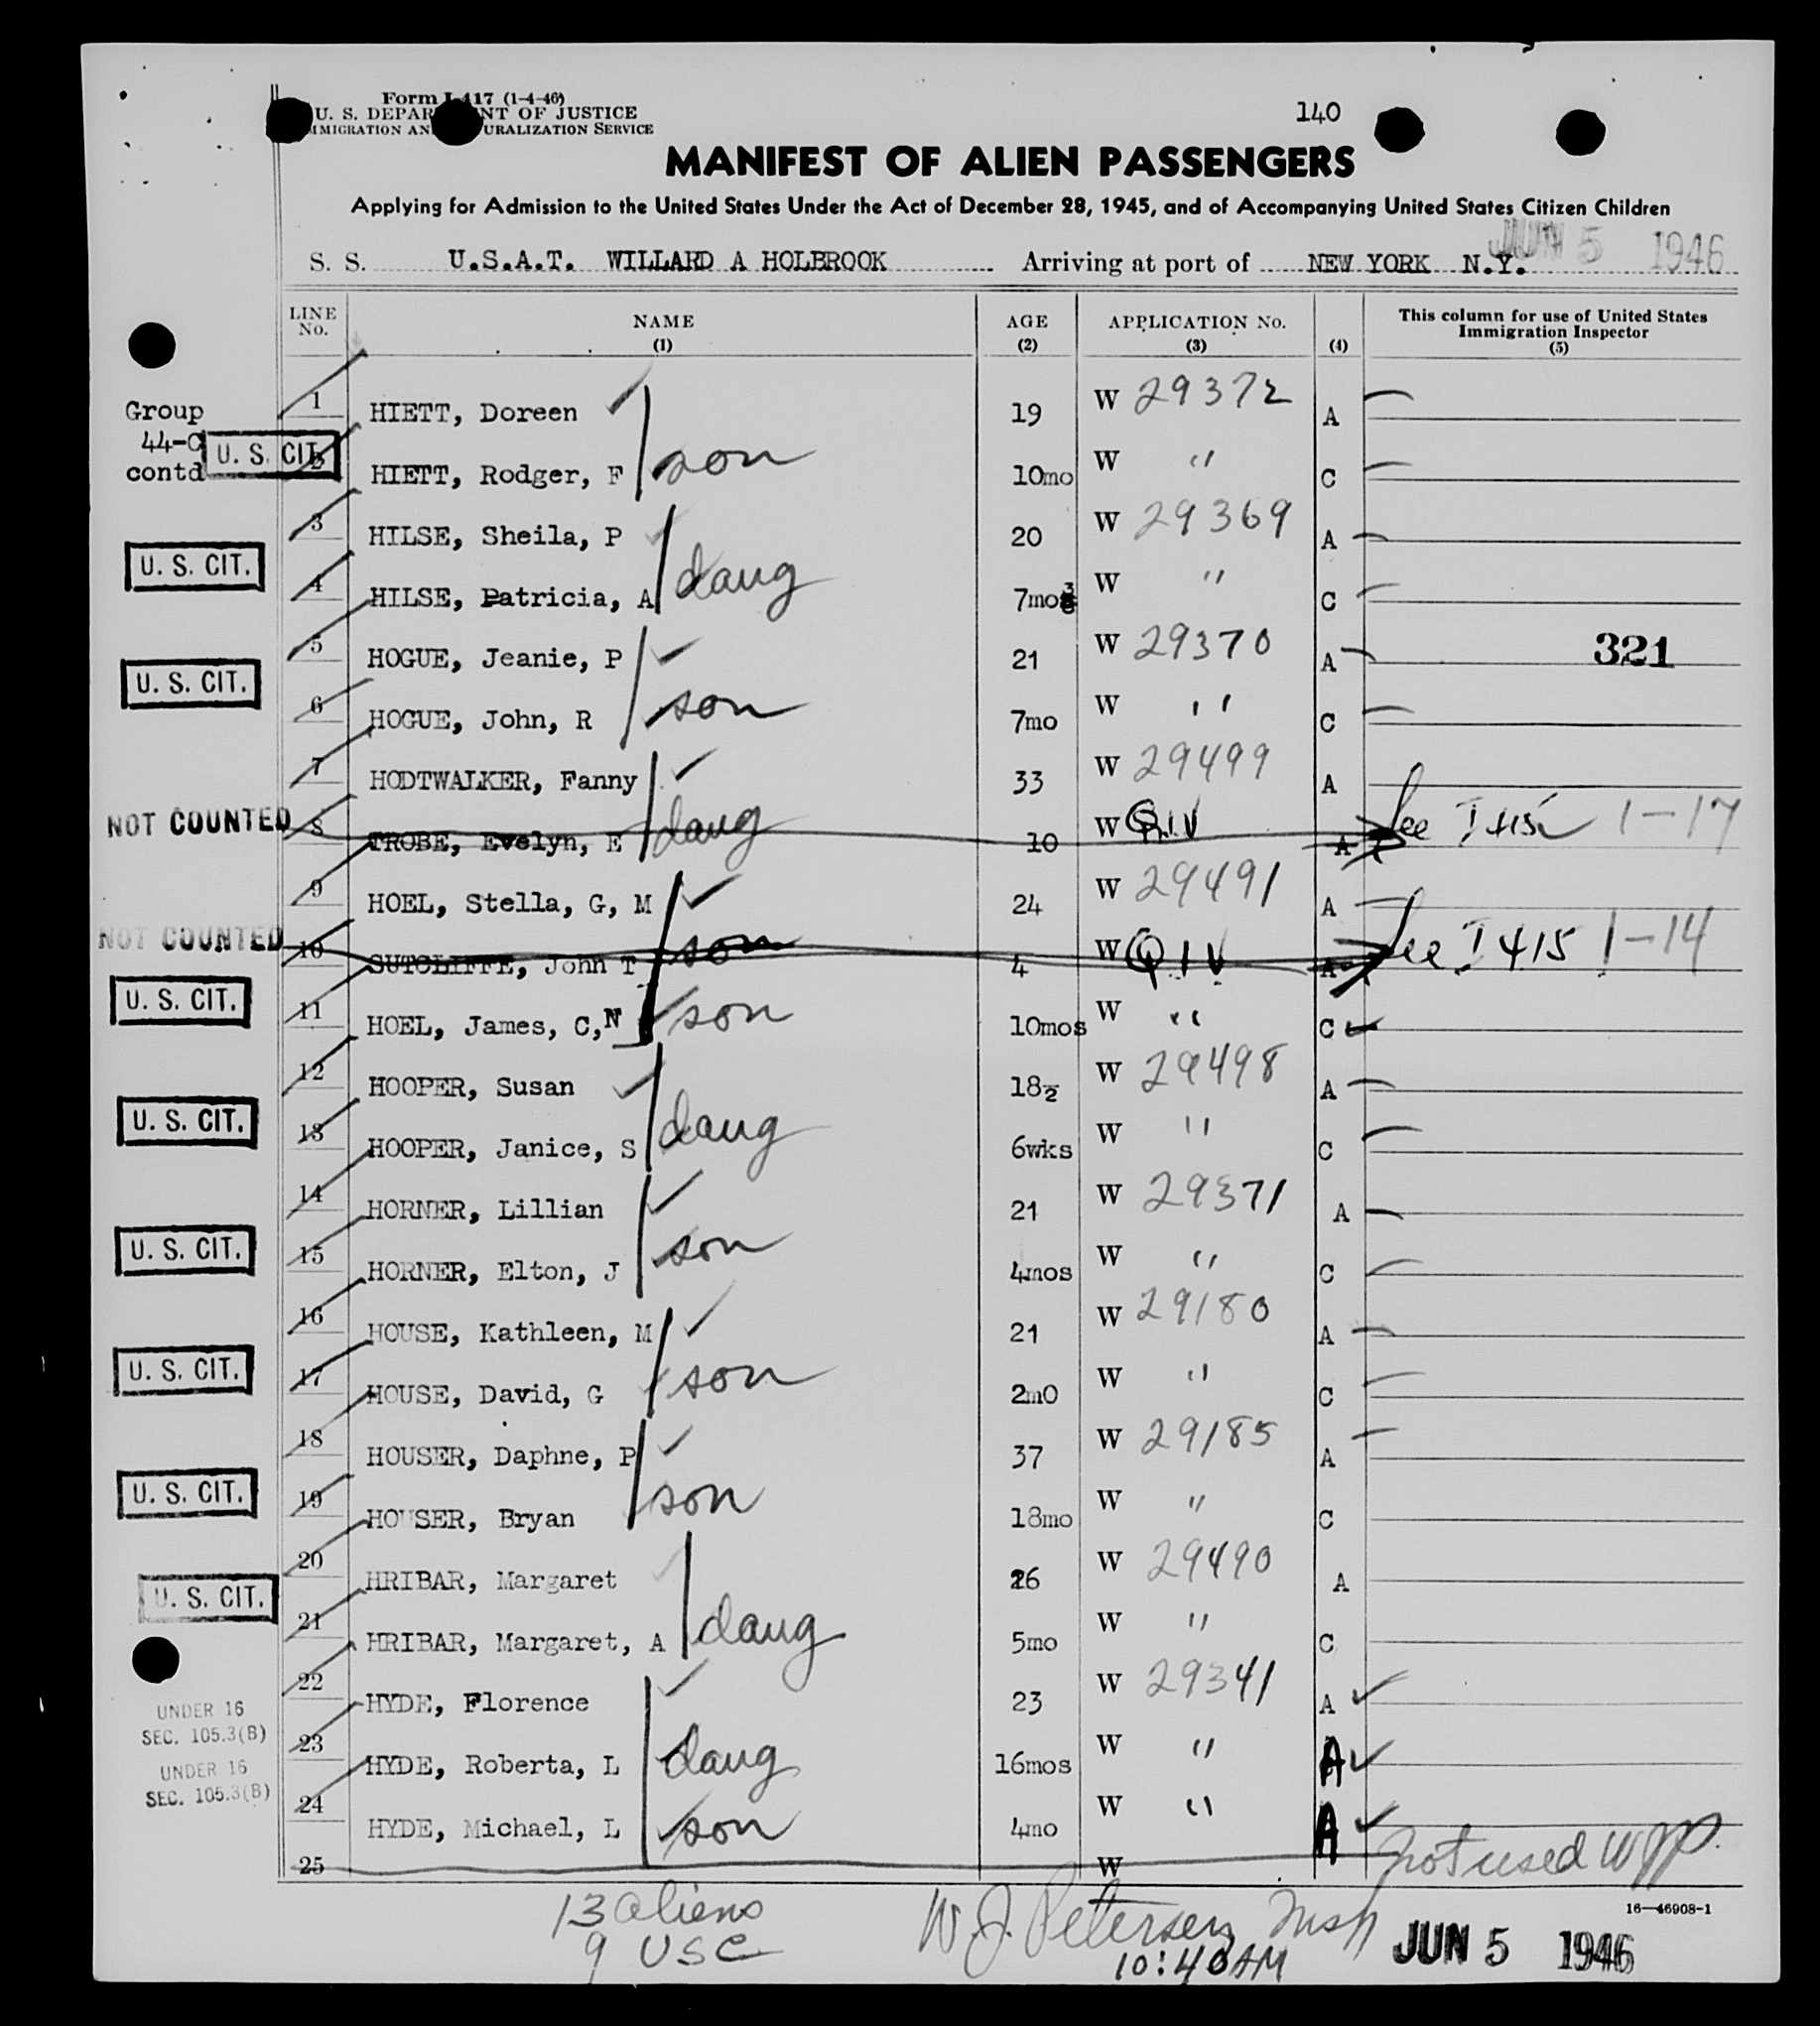 Form I-417 (1-4-46)
U. S. DEPAR NT OF JUSTICE
MMIGRATION AN URALIZATION SERVICE
140
MANIFEST OF ALIEN PASSENGERS
Applying for Admission to the United States Under the Act of December 28, 1945, and of Accompanying United States Citizen Children
S. S. U.S.A.T. WILLARD A HOLBROOK Arriving at port of NEW YORK N.Y. JUN 5 1946
LINE No. NAME (1) AGE (2) APPLICATION No. (3) (4) This column for use of United States Immigration Inspector (5)
Group 44-C contd
1 HIETT, Doreen 19 W 29372 A
U. S. CIT. 2 HIETT, Rodger, F son 10mo W " C
3 HILSE, Sheila, P 20 W 29369 A
U. S. CIT. 4 HILSE, Patricia, A daug 7mos W " C
5 HOGUE, Jeanie, P 21 W 29370 A 321
U. S. CIT. 6 HOGUE, John, R son 7mo W " C
7 HODTWALKER, Fanny 33 W 29499 A
NOT COUNTED 8 TROBE, Evelyn, E daug 10 W QIV A See I 415 1-17
9 HOEL, Stella, G, M 24 W 29491 A
NOT COUNTED 10 SUTCLIFFE, John T son 4 W QIV A See I 415 1-14
U. S. CIT. 11 HOEL, James, C, N son 10mos W " C
12 HOOPER, Susan 18½ W 29498 A
U. S. CIT. 13 HOOPER, Janice, S daug 6wks W " C
14 HORNER, Lillian 21 W 29371 A
U. S. CIT. 15 HORNER, Elton, J son 4mos W " C
16 HOUSE, Kathleen, M 21 W 29180 A
U. S. CIT. 17 HOUSE, David, G son 2mO W " C
18 HOUSER, Daphne, P 37 W 29185 A
U. S. CIT. 19 HOUSER, Bryan son 18mo W " C
20 HRIBAR, Margaret 26 W 29490 A
U. S. CIT. 21 HRIBAR, Margaret, A daug 5mo W " C
22 HYDE, Florence 23 W 29341 A
UNDER 16 SEC. 105.3(B) 23 HYDE, Roberta, L daug 16mos W " A
UNDER 16 SEC. 105.3(B) 24 HYDE, Michael, L son 4mo W " A
25 W not used WJP.
16—46908-1
13 aliens
9 USC
W. J. Petersen Insp
10:40 AM
JUN 5 1946